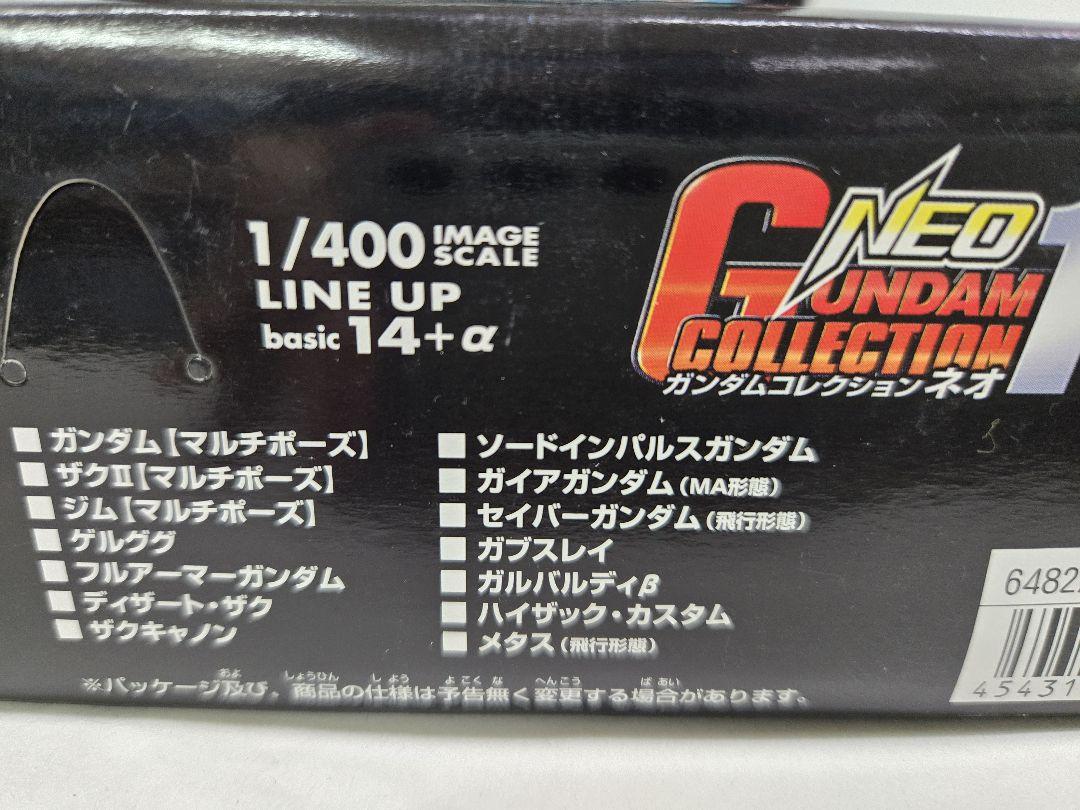 1/400 IMAGE SCALE
LINE UP
basic 14+α
NEO
GUNDAM
COLLECTION 1
ガンダムコレクションネオ
■ ガンダム【マルチポーズ】
■ ザクⅡ【マルチポーズ】
■ ジム【マルチポーズ】
■ ゲルググ
■ フルアーマーガンダム
■ ディザート・ザク
■ ザクキャノン
■ ソードインパルスガンダム
■ ガイアガンダム(MA形態)
■ セイバーガンダム(飛行形態)
■ ガブスレイ
■ ガルバルディβ
■ ハイザック・カスタム
■ メタス(飛行形態)
※パッケージ及び、商品の仕様は予告無く変更する場合があります。
6482
45431